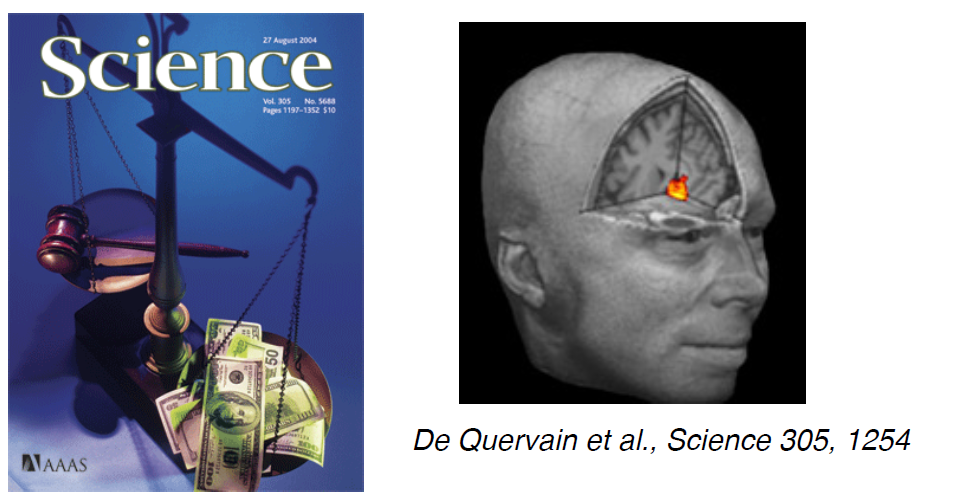 27 August 2004
Science
Vol. 305 No. 5688
Pages 1197–1352 $10
50
AAAS
De Quervain et al., Science 305, 1254